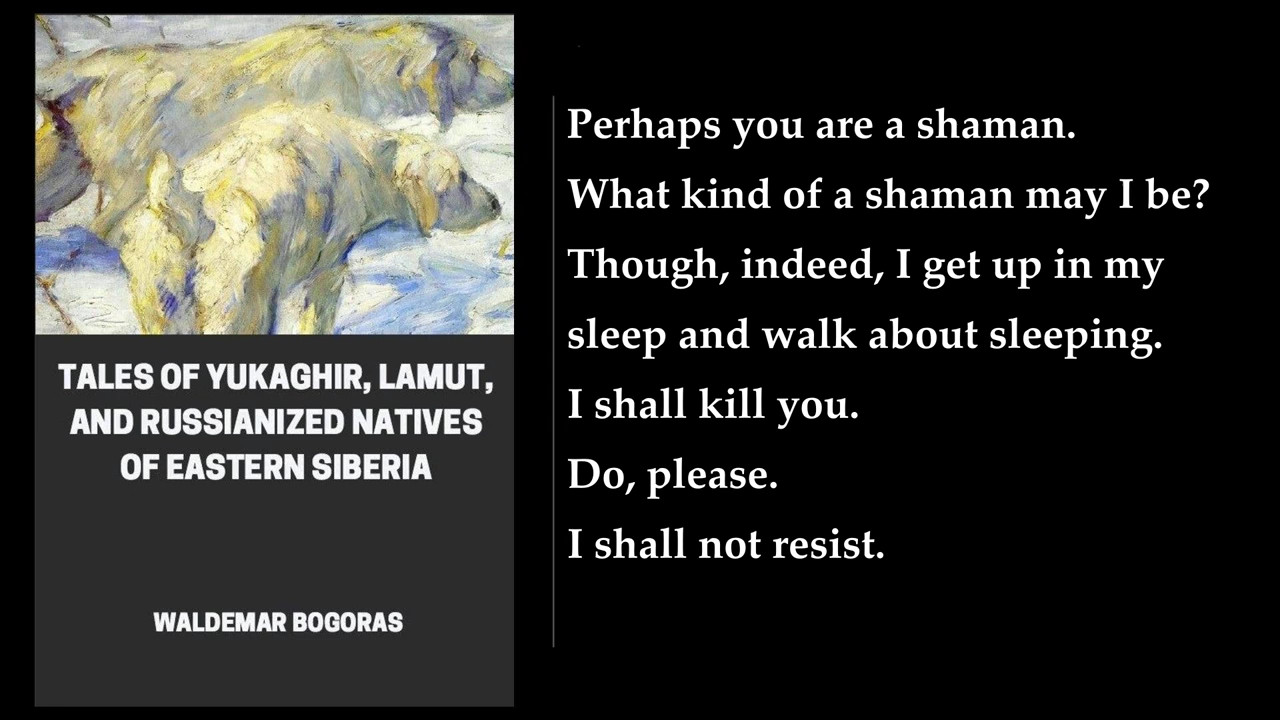 TALES OF YUKAGHIR, LAMUT,
AND RUSSIANIZED NATIVES
OF EASTERN SIBERIA
WALDEMAR BOGORAS
Perhaps you are a shaman.
What kind of a shaman may I be?
Though, indeed, I get up in my
sleep and walk about sleeping.
I shall kill you.
Do, please.
I shall not resist.